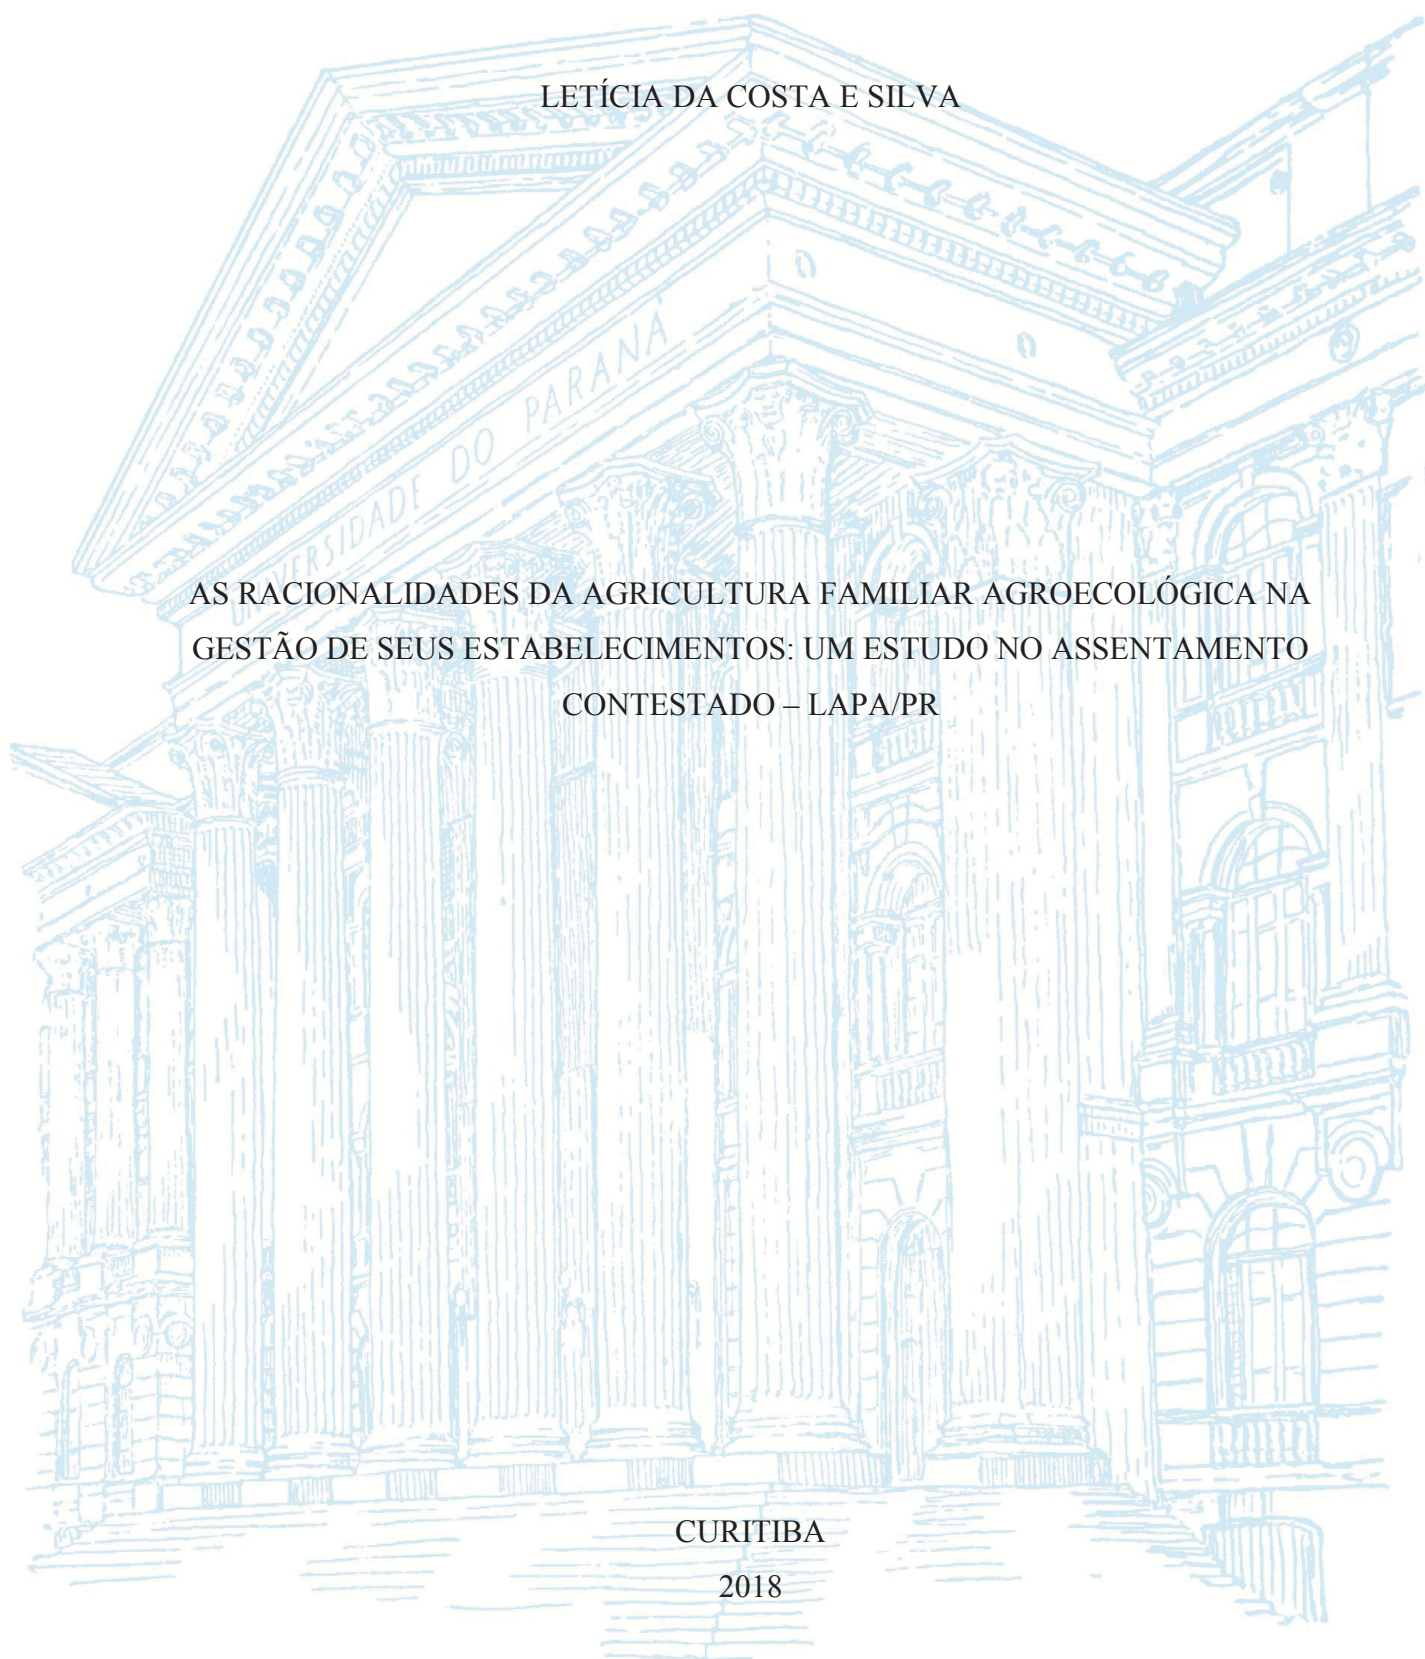 LETÍCIA DA COSTA E SILVA
UNIVERSIDADE DO PARANÁ
AS RACIONALIDADES DA AGRICULTURA FAMILIAR AGROECOLÓGICA NA
GESTÃO DE SEUS ESTABELECIMENTOS: UM ESTUDO NO ASSENTAMENTO
CONTESTADO – LAPA/PR
CURITIBA
2018